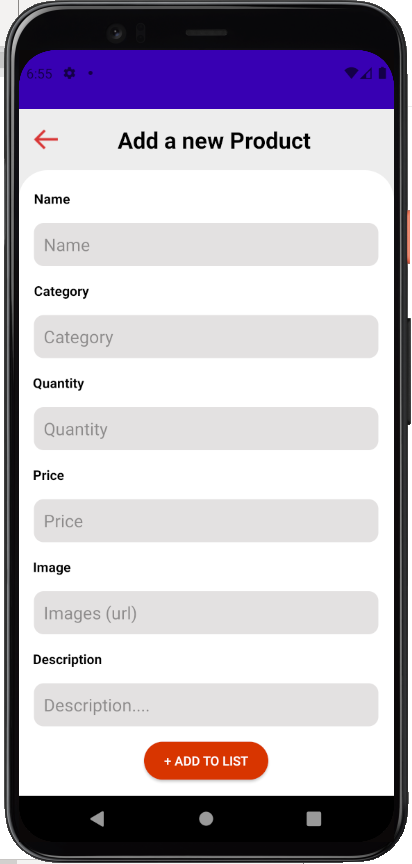 6:55
Add a new Product
Name
Name
Category
Category
Quantity
Quantity
Price
Price
Image
Images (url)
Description
Description....
+ ADD TO LIST